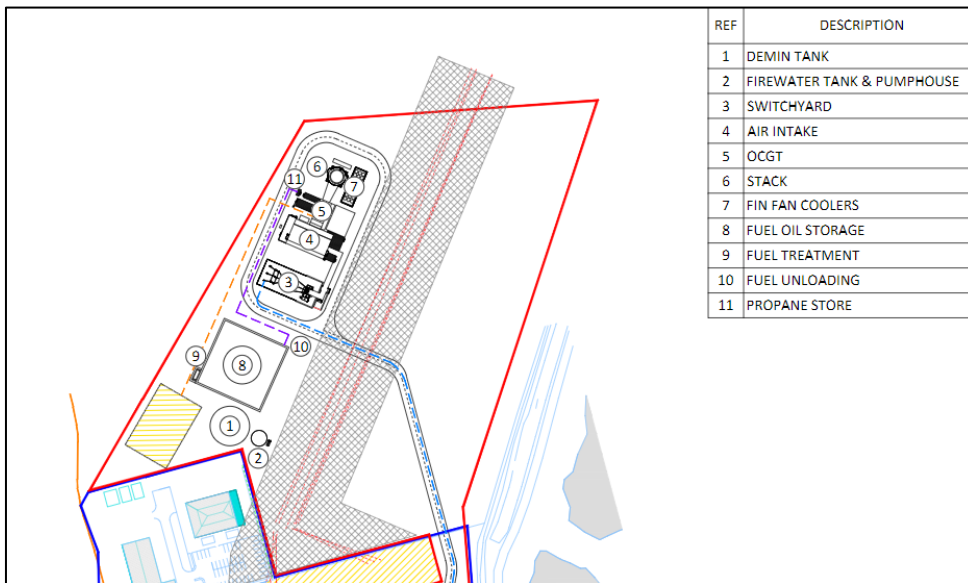 REF DESCRIPTION
1 DEMIN TANK
2 FIREWATER TANK & PUMPHOUSE
3 SWITCHYARD
4 AIR INTAKE
5 OCGT
6 STACK
7 FIN FAN COOLERS
8 FUEL OIL STORAGE
9 FUEL TREATMENT
10 FUEL UNLOADING
11 PROPANE STORE
6
11
7
5
4
3
10
9
8
1
2